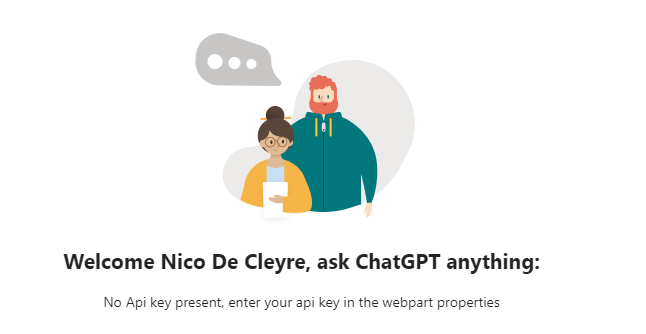 Welcome Nico De Cleyre, ask ChatGPT anything:
No Api key present, enter your api key in the webpart properties